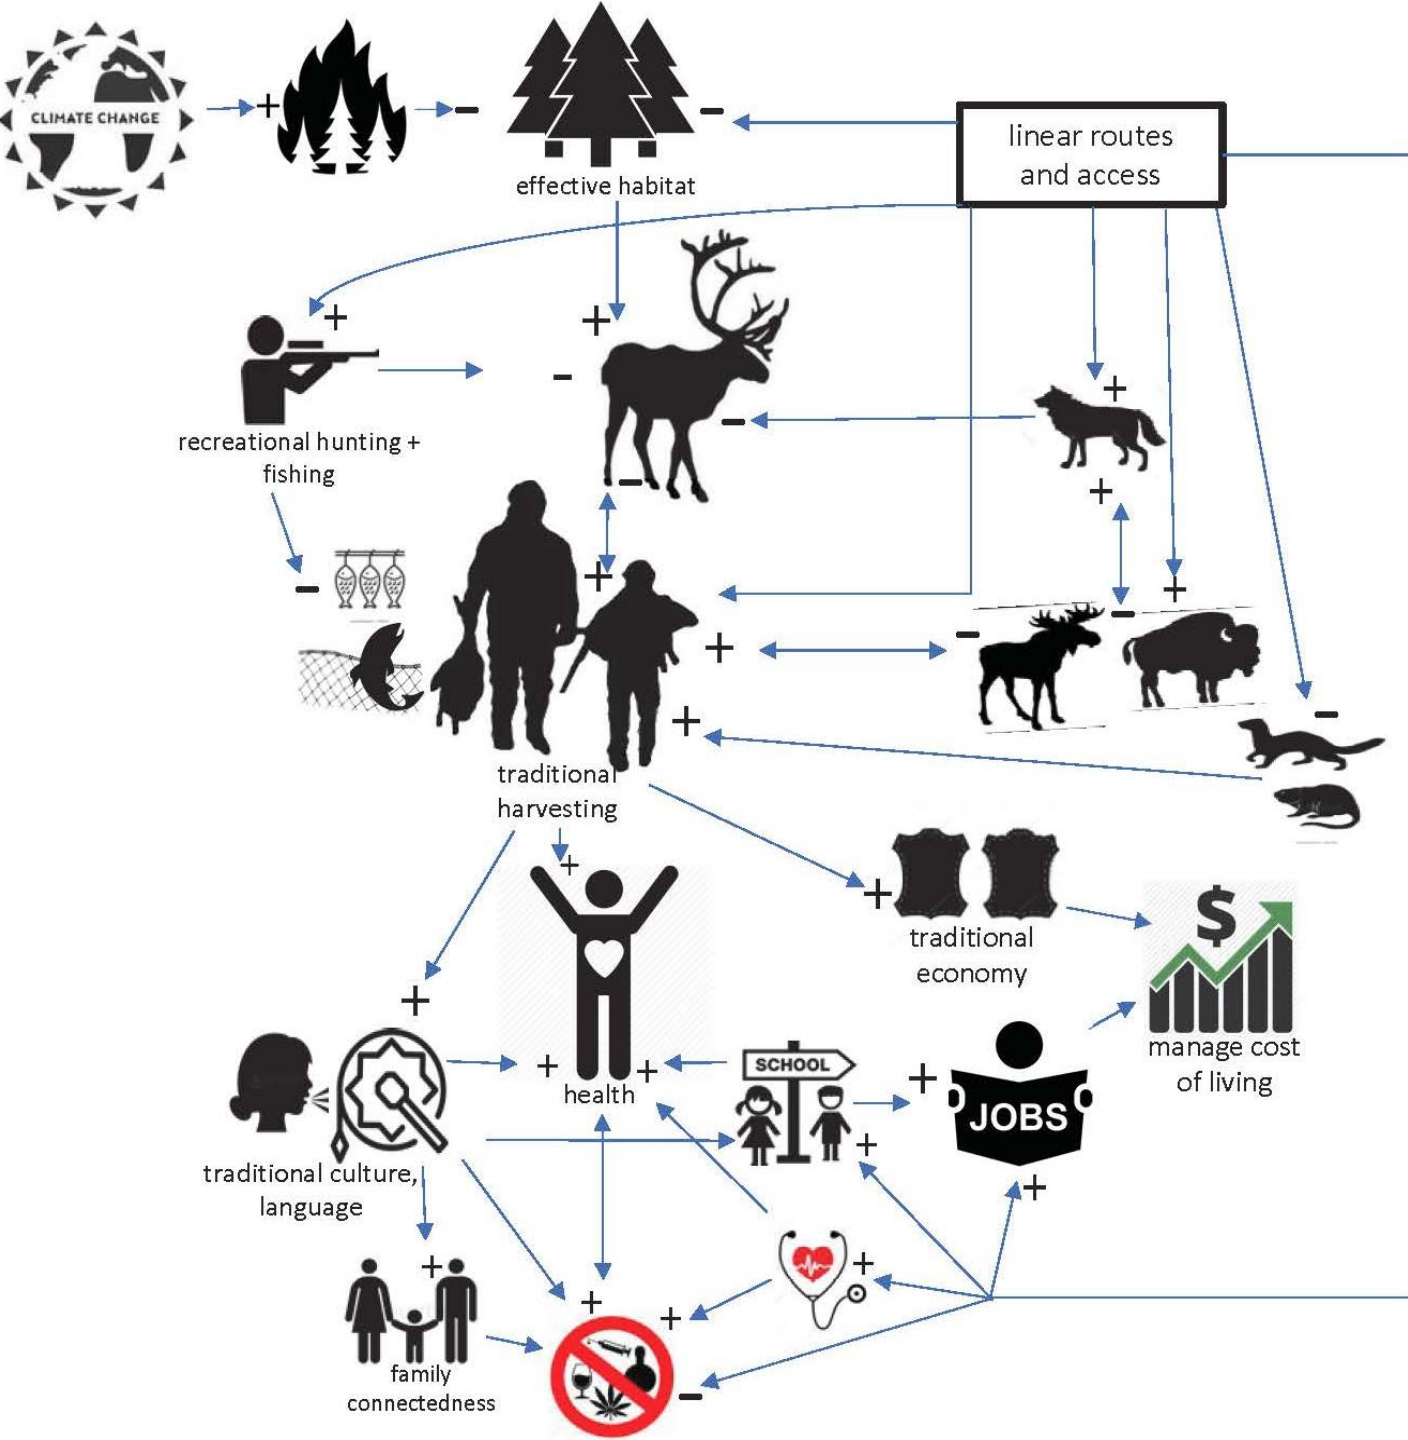 CLIMATE CHANGE
effective habitat
linear routes
and access
recreational hunting +
fishing
traditional
harvesting
traditional
economy
$
manage cost
of living
health
SCHOOL
JOBS
traditional culture,
language
family
connectedness